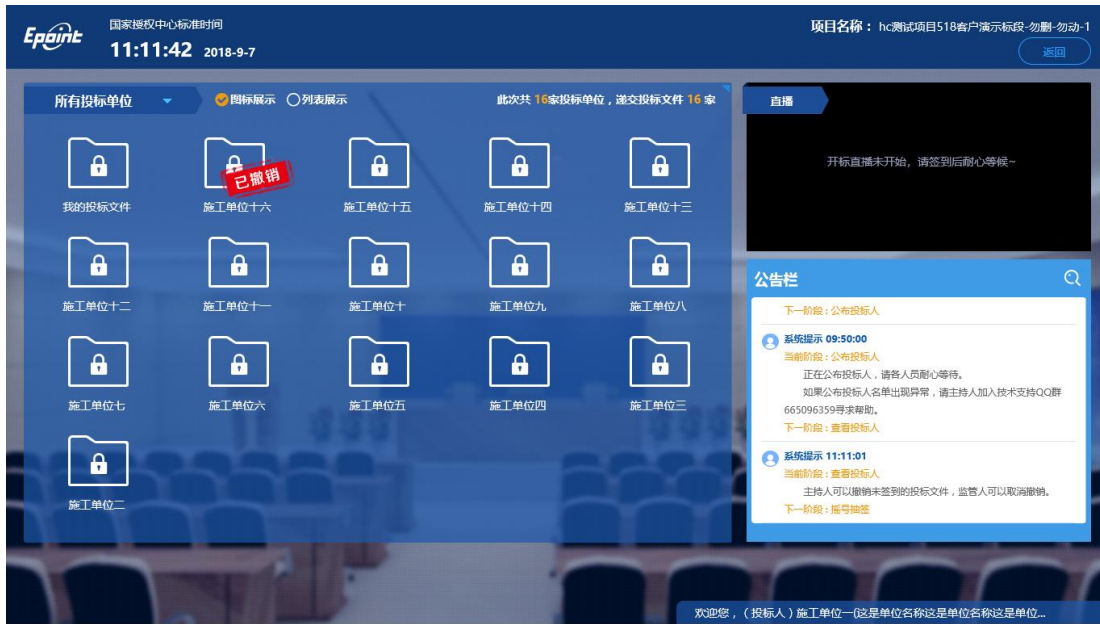 Epoint
国家授权中心标准时间
11:11:42 2018-9-7
项目名称：hc测试项目518客户演示标段-勿删-勿动-1
返回
所有投标单位
图标展示 列表展示
此次共 16家投标单位，递交投标文件 16 家
我的投标文件
已撤销
施工单位十六
施工单位十五
施工单位十四
施工单位十三
施工单位十二
施工单位十一
施工单位十
施工单位九
施工单位八
施工单位七
施工单位六
施工单位五
施工单位四
施工单位三
施工单位二
直播
开标直播未开始，请签到后耐心等候~
公告栏
下一阶段：公布投标人
系统提示 09:50:00
当前阶段：公布投标人
正在公布投标人，请各人员耐心等待。
如果公布投标人名单出现异常，请主持人加入技术支持QQ群
665096359寻求帮助。
下一阶段：查看投标人
系统提示 11:11:01
当前阶段：查看投标人
主持人可以撤销未签到的投标文件，监管人可以取消撤销。
下一阶段：摇号抽签
欢迎您，（投标人）施工单位一(这是单位名称这是单位名称这是单位...